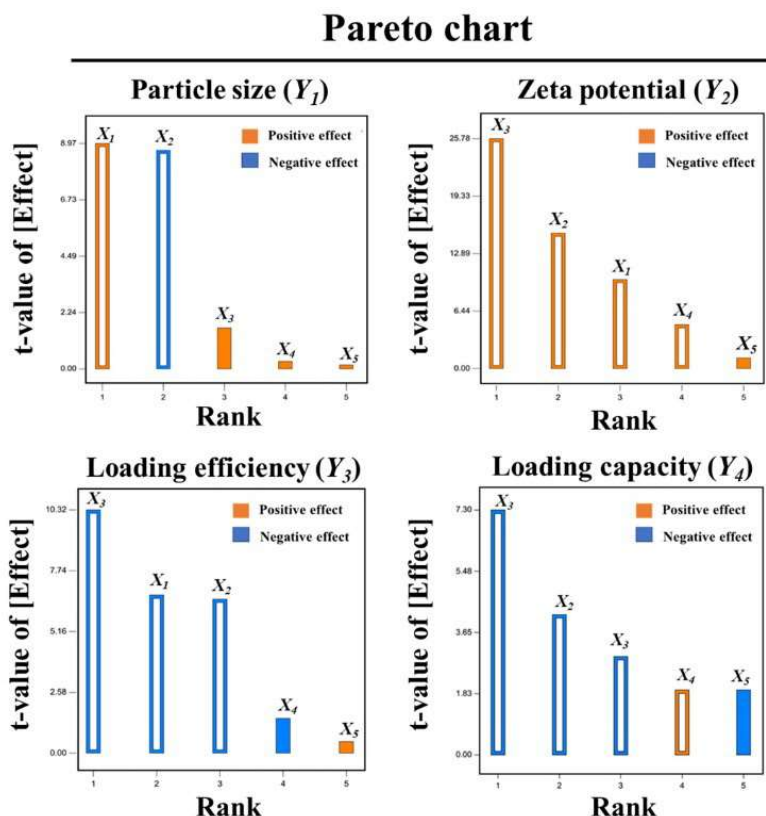 Pareto chart
Particle size (Y1)
t-value of [Effect]
8.97
6.73
4.49
2.24
0.00
X1
X2
X3
X4
X5
Positive effect
Negative effect
1 2 3 4 5
Rank
Zeta potential (Y2)
t-value of [Effect]
25.78
19.33
12.89
6.44
0.00
X3
X2
X1
X4
X5
Positive effect
Negative effect
1 2 3 4 5
Rank
Loading efficiency (Y3)
t-value of [Effect]
10.32
7.74
5.16
2.58
0.00
X3
X1
X2
X4
X5
Positive effect
Negative effect
1 2 3 4 5
Rank
Loading capacity (Y4)
t-value of [Effect]
7.30
5.48
3.65
1.83
0.00
X3
X2
X3
X4
X5
Positive effect
Negative effect
1 2 3 4 5
Rank